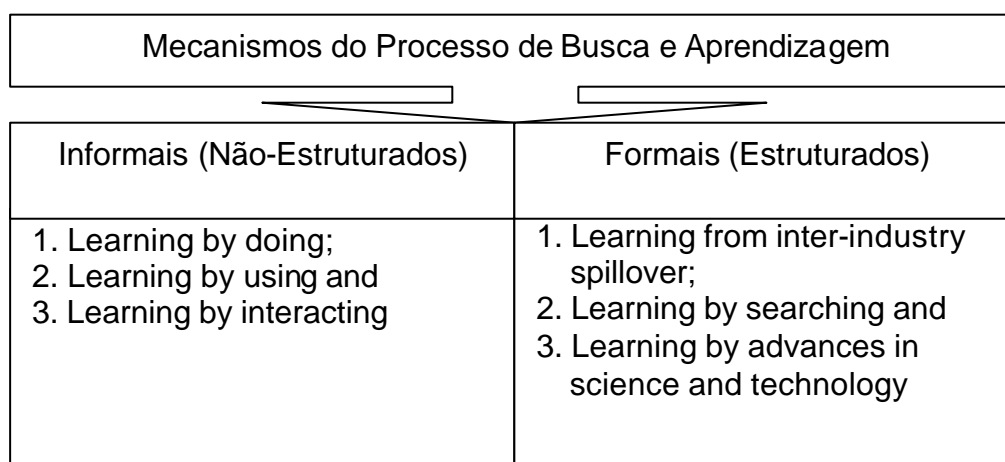 Mecanismos do Processo de Busca e Aprendizagem
Informais (Não-Estruturados)
Formais (Estruturados)
1. Learning by doing;
2. Learning by using and
3. Learning by interacting
1. Learning from inter-industry
spillover;
2. Learning by searching and
3. Learning by advances in
science and technology